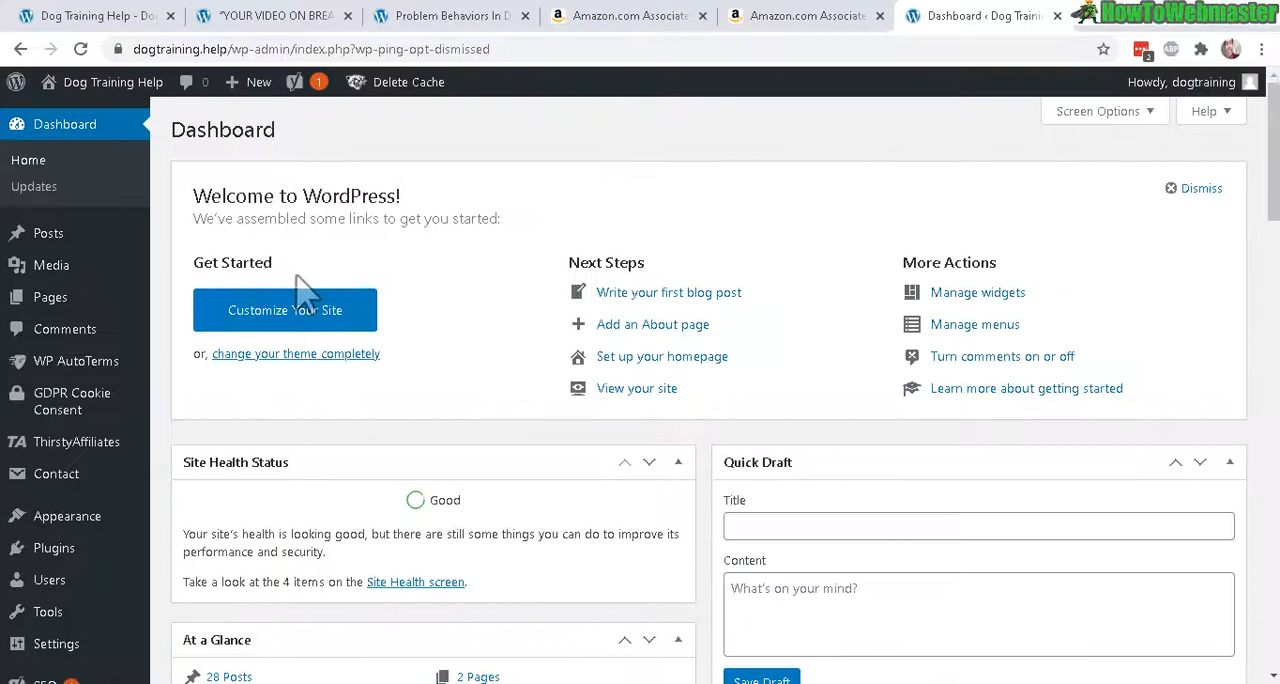 Dog Training Help - Do
"YOUR VIDEO ON BREA
Problem Behaviors In D
Amazon.com Associate
Amazon.com Associate
Dashboard ‹ Dog Traini
HowToWebmaster
dogtraining.help/wp-admin/index.php?wp-ping-opt-dismissed
2
ABP
Dog Training Help
0
New
1
Delete Cache
Howdy, dogtraining
Dashboard
Home
Updates
Posts
Media
Pages
Comments
WP AutoTerms
GDPR Cookie
Consent
TA ThirstyAffiliates
Contact
Appearance
Plugins
Users
Tools
Settings
SEO
Dashboard
Screen Options
Help
Welcome to WordPress!
We've assembled some links to get you started:
Dismiss
Get Started
Customize Your Site
or, change your theme completely
Next Steps
Write your first blog post
Add an About page
Set up your homepage
View your site
More Actions
Manage widgets
Manage menus
Turn comments on or off
Learn more about getting started
Site Health Status
Good
Your site's health is looking good, but there are still some things you can do to improve its
performance and security.
Take a look at the 4 items on the Site Health screen.
At a Glance
28 Posts
2 Pages
Quick Draft
Title
Content
What's on your mind?
Save Draft